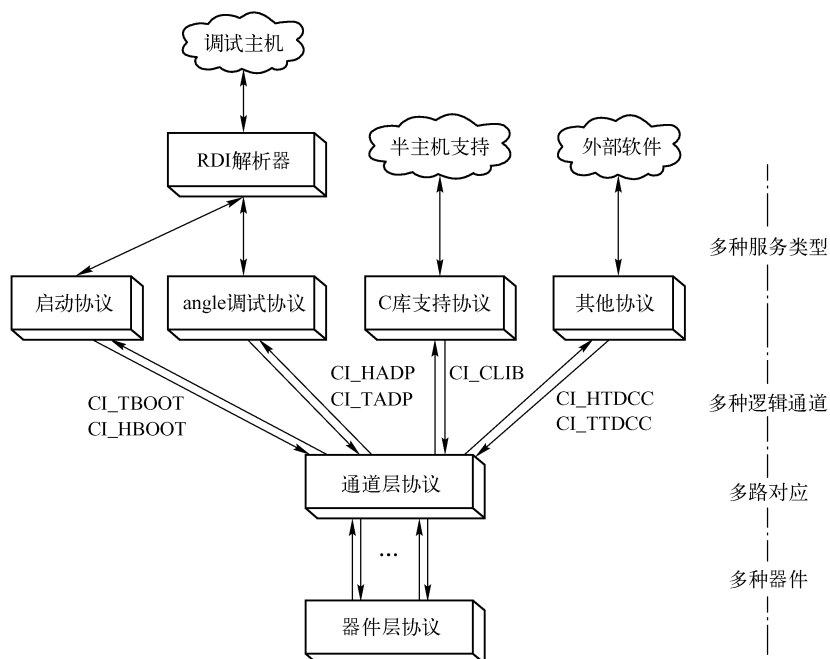 调试主机
RDI解析器
半主机支持
外部软件
多种服务类型
启动协议
angle调试协议
C库支持协议
其他协议
CI_TBOOT
CI_HBOOT
CI_HADP
CI_TADP
CI_CLIB
CI_HTDCC
CI_TTDCC
多种逻辑通道
通道层协议
多路对应
...
多种器件
器件层协议